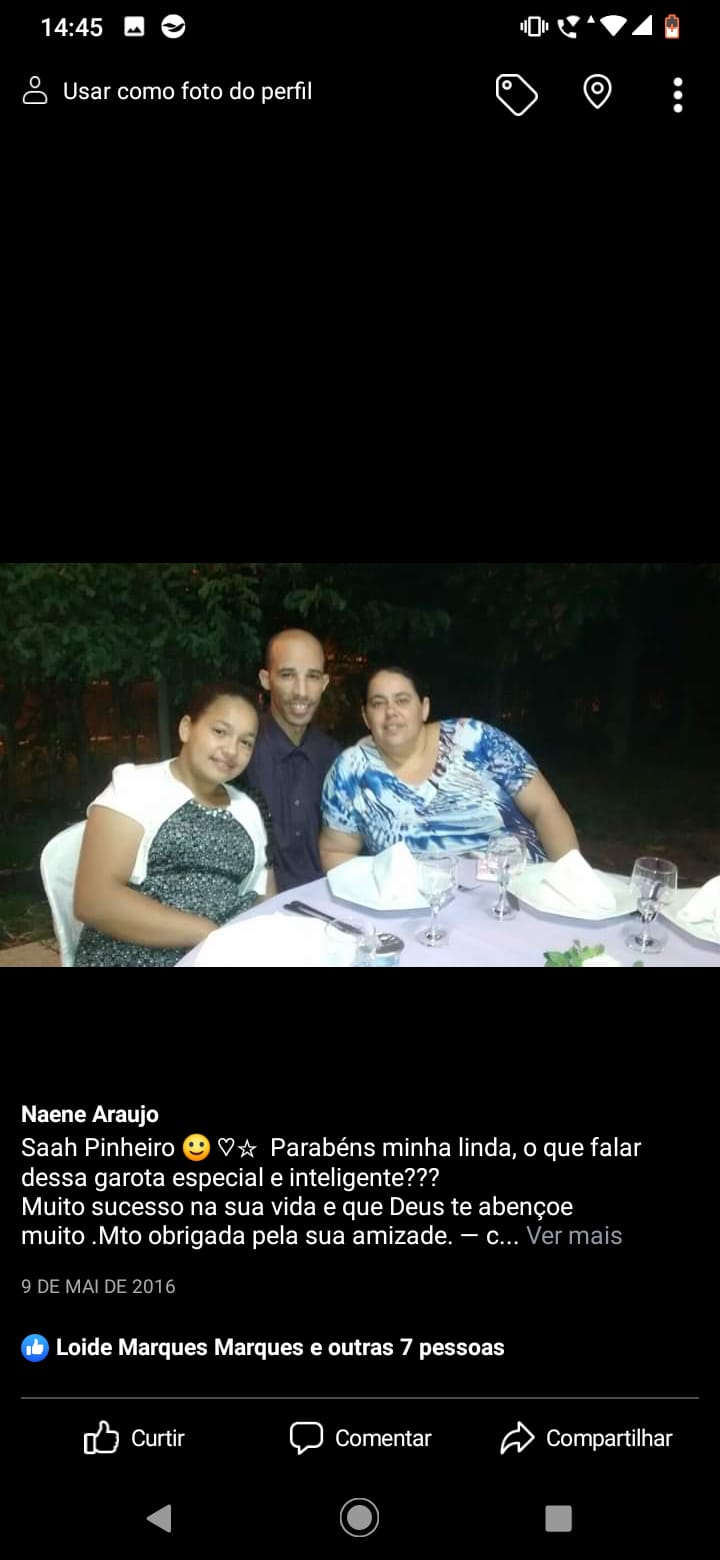 14:45
Usar como foto do perfil
Naene Araujo
Saah Pinheiro 🙂♡☆ Parabéns minha linda, o que falar
dessa garota especial e inteligente???
Muito sucesso na sua vida e que Deus te abençoe
muito .Mto obrigada pela sua amizade. — c... Ver mais
9 DE MAI DE 2016
Loide Marques Marques e outras 7 pessoas
Curtir Comentar Compartilhar